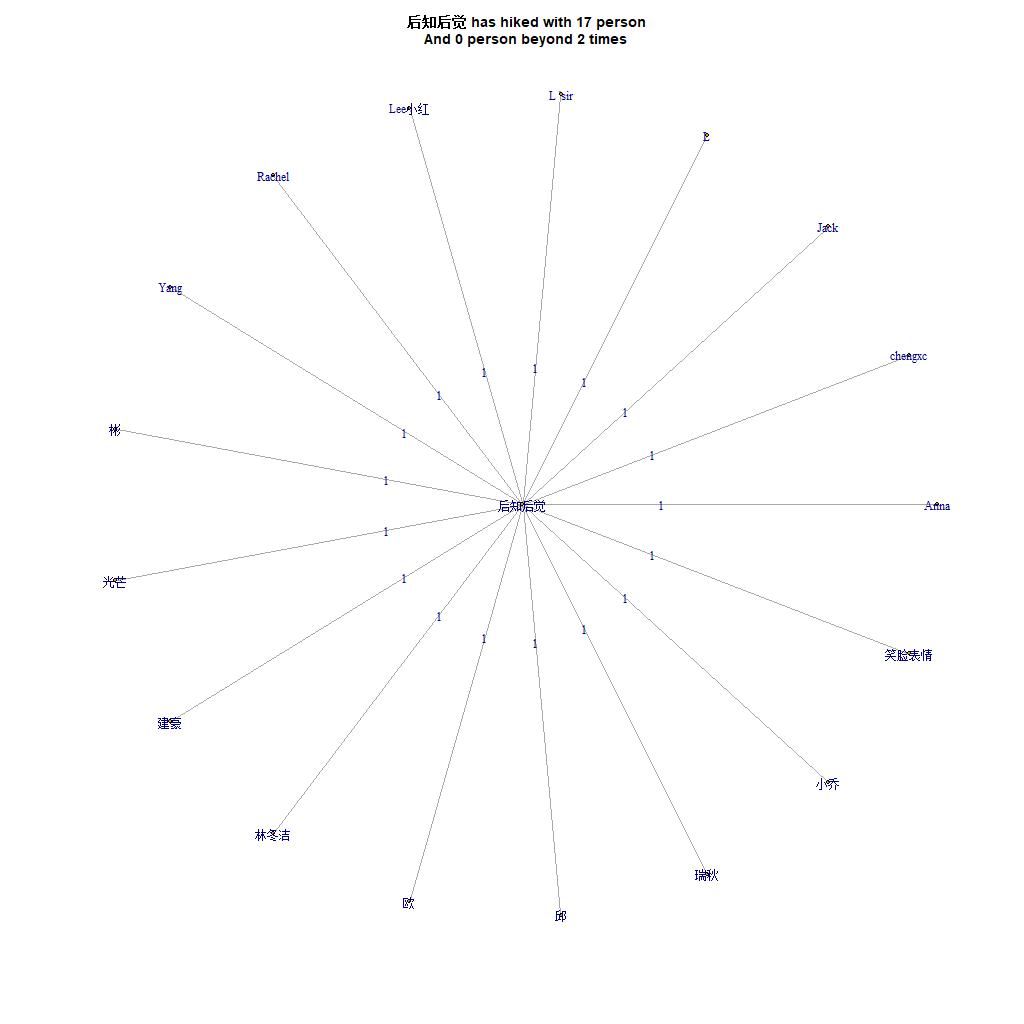 后知后觉 has hiked with 17 person
And 0 person beyond 2 times
L sir
Lee小红
Rachel
Jack
Yang
chengxc
1
1
1
1
1
1
彬
1
1
1
后知后觉
1
Anna
1
1
光芒
1
1
1
1
1
1
笑脸表情
建豪
小乔
林冬洁
瑞秋
欧
邱